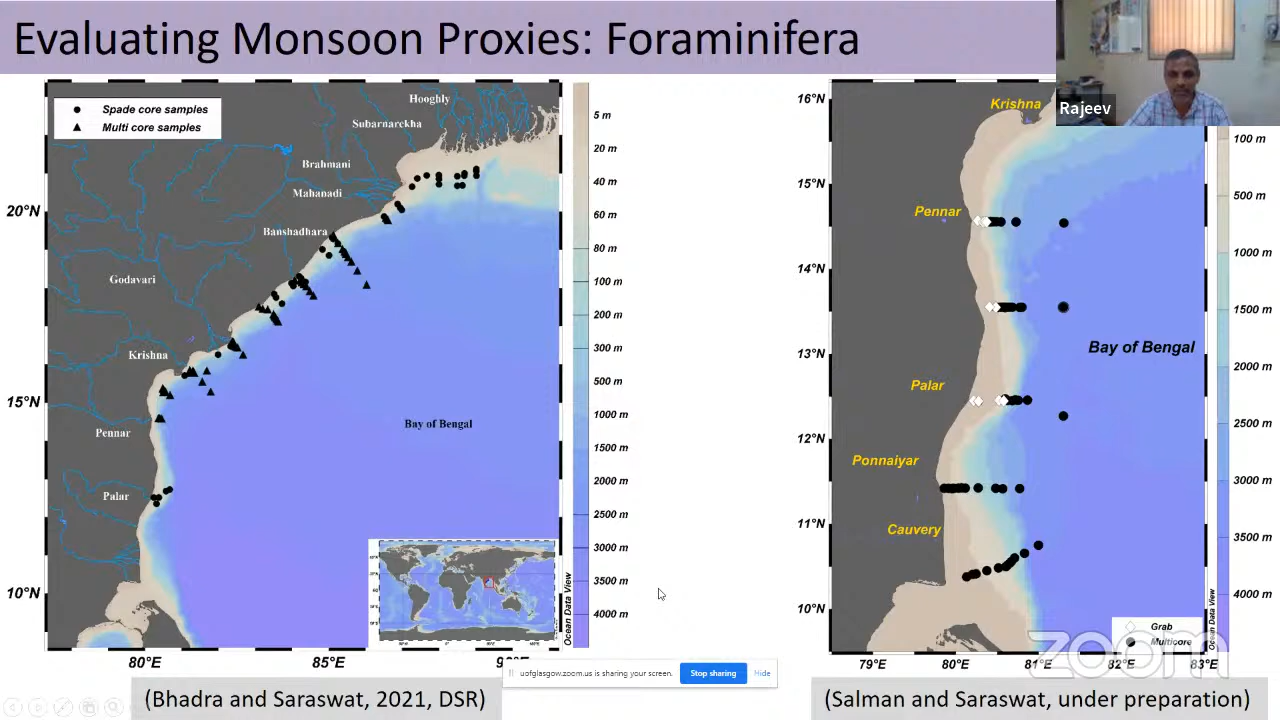 Evaluating Monsoon Proxies: Foraminifera
Rajeev
Spade core samples
Multi core samples
Hooghly
Subarnarekha
Brahmani
Mahanadi
Banshadhara
Godavari
Krishna
Pennar
Palar
Bay of Bengal
20°N
15°N
10°N
80°E
85°E
5 m
20 m
40 m
60 m
80 m
100 m
200 m
300 m
500 m
1000 m
1500 m
2000 m
2500 m
3000 m
3500 m
4000 m
Ocean Data View
Krishna
Pennar
Palar
Ponnaiyar
Cauvery
Bay of Bengal
16°N
15°N
14°N
13°N
12°N
11°N
10°N
79°E
80°E
81°E
82°E
83°E
100 m
500 m
1000 m
1500 m
2000 m
2500 m
3000 m
3500 m
4000 m
Ocean Data View
Grab
Multicore
zoom
uofglasgow.zoom.us is sharing your screen.
Stop sharing
Hide
(Bhadra and Saraswat, 2021, DSR)
(Salman and Saraswat, under preparation)